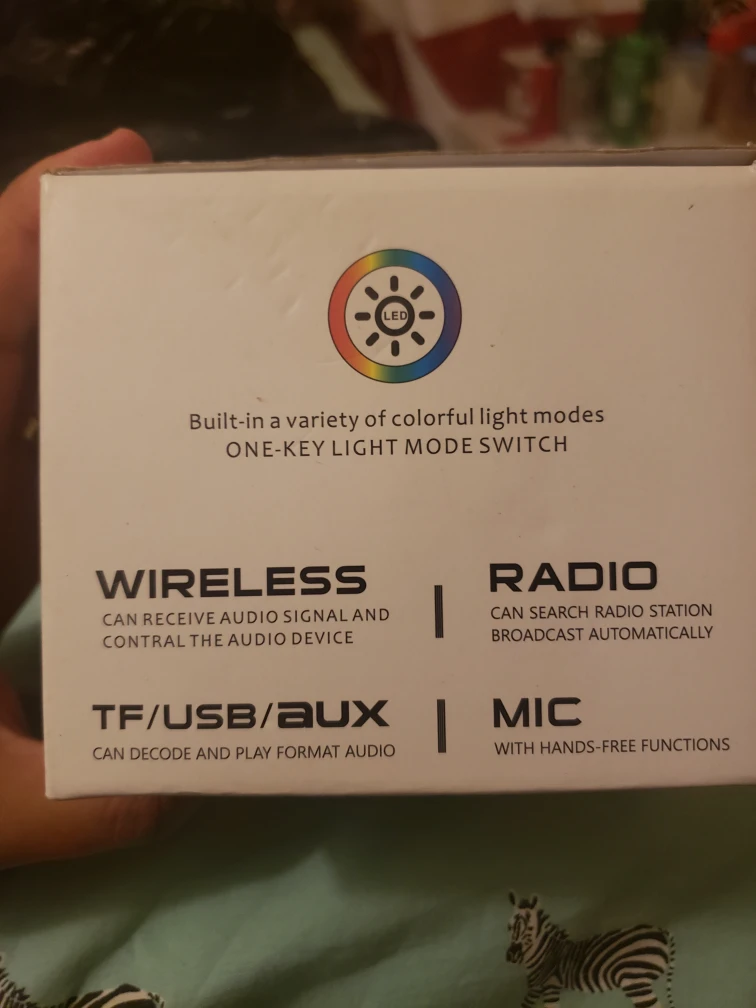 LED
Built-in a variety of colorful light modes
ONE-KEY LIGHT MODE SWITCH
WIRELESS
CAN RECEIVE AUDIO SIGNAL AND
CONTRAL THE AUDIO DEVICE
RADIO
CAN SEARCH RADIO STATION
BROADCAST AUTOMATICALLY
TF/USB/aUX
CAN DECODE AND PLAY FORMAT AUDIO
MIC
WITH HANDS-FREE FUNCTIONS